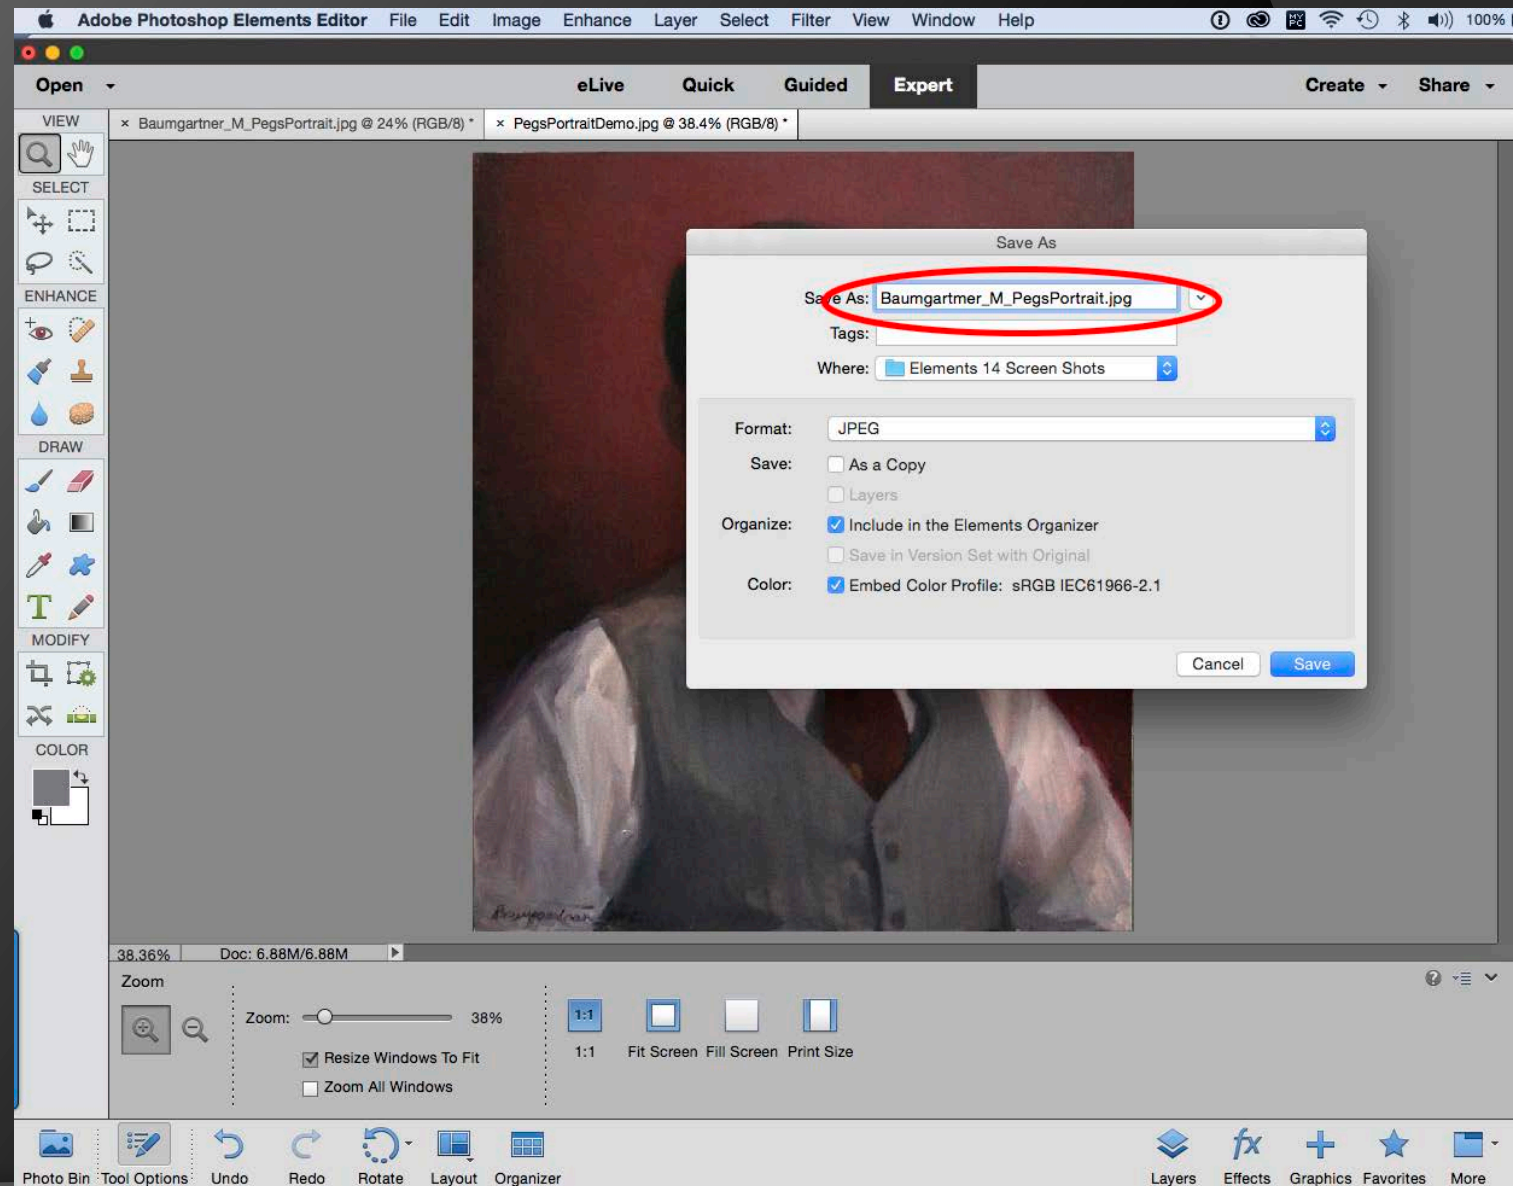 Adobe Photoshop Elements Editor File Edit Image Enhance Layer Select Filter View Window Help 100%
Open eLive Quick Guided Expert Create Share
VIEW
× Baumgartner_M_PegsPortrait.jpg @ 24% (RGB/8) * × PegsPortraitDemo.jpg @ 38.4% (RGB/8) *
SELECT
Save As
ENHANCE
Save As: Baumgartmer_M_PegsPortrait.jpg
Tags:
Where: Elements 14 Screen Shots
Format: JPEG
DRAW
Save: As a Copy
Layers
Organize: Include in the Elements Organizer
Save in Version Set with Original
Color: Embed Color Profile: sRGB IEC61966-2.1
T
MODIFY
Cancel Save
COLOR
38.36% Doc: 6.88M/6.88M
Zoom
Zoom: 38%
1:1
1:1 Fit Screen Fill Screen Print Size
Resize Windows To Fit
Zoom All Windows
fx
Photo Bin Tool Options Undo Redo Rotate Layout Organizer Layers Effects Graphics Favorites More